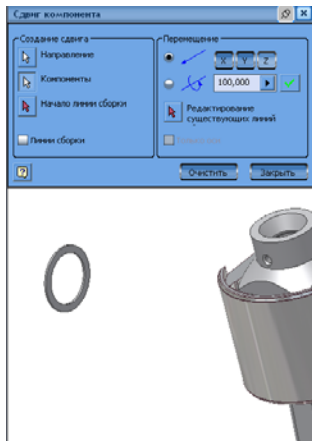 Сдвиг компонента
Создание сдвига
Направление
Компоненты
Начало линии сборки
Линии сборки
Перемещение
X Y Z
100,000
Редактирование
существующих линий
Очистить
Закрыть